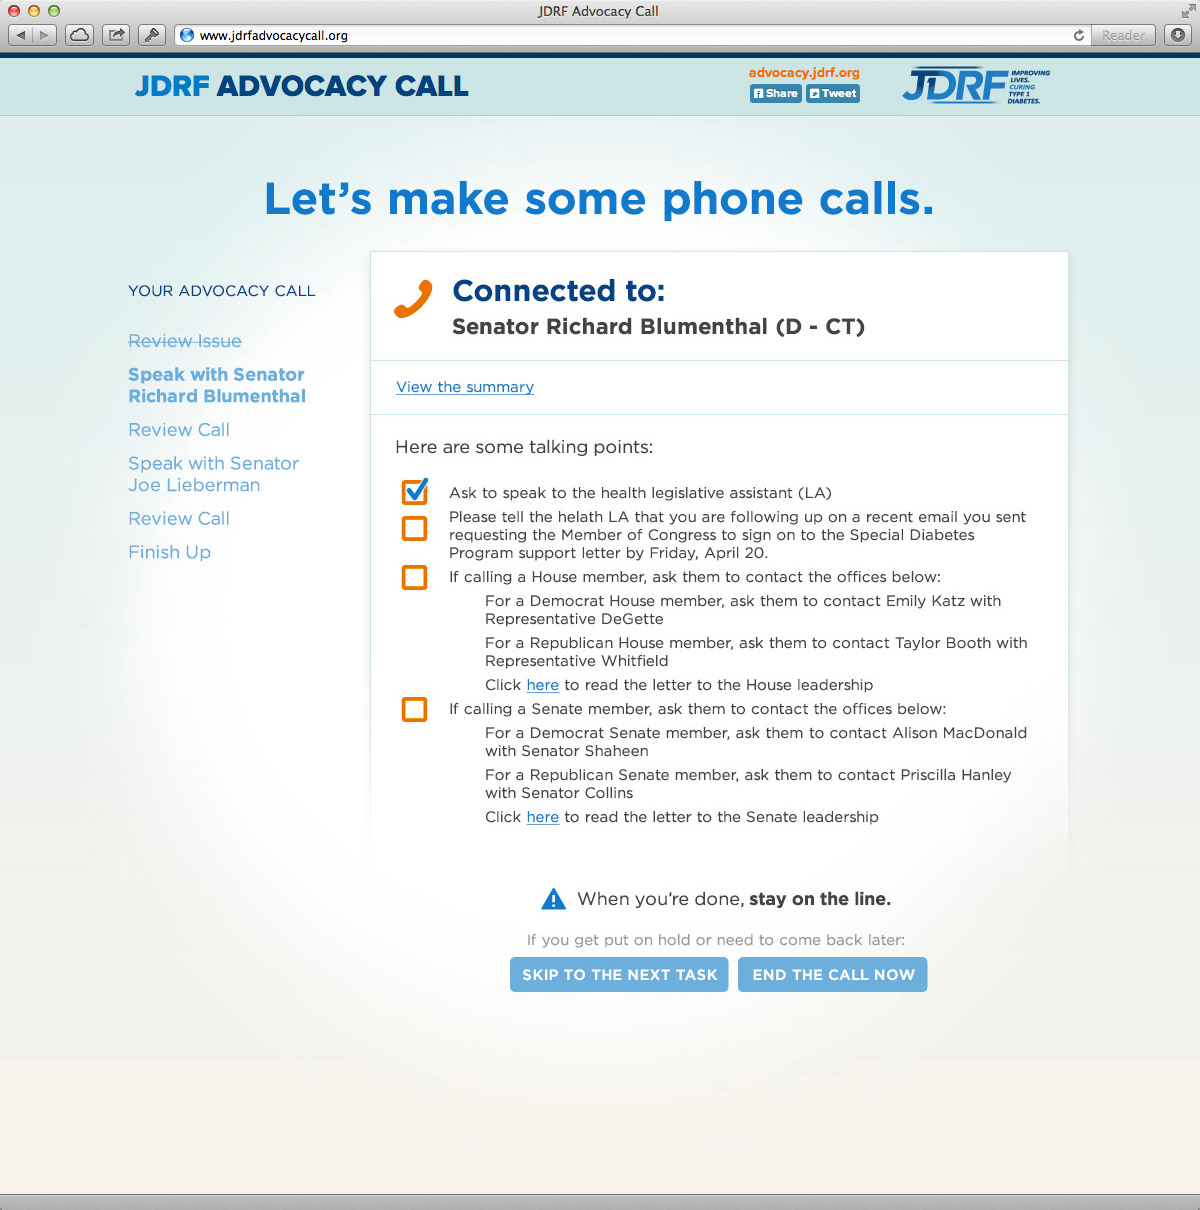 JDRF Advocacy Call
www.jdrfadvocacycall.org
Reader
JDRF ADVOCACY CALL
advocacy.jdrf.org
Share
Tweet
JDRF
IMPROVING
LIVES.
CURING
TYPE 1
DIABETES.
Let's make some phone calls.
YOUR ADVOCACY CALL
Review Issue
Speak with Senator
Richard Blumenthal
Review Call
Speak with Senator
Joe Lieberman
Review Call
Finish Up
Connected to:
Senator Richard Blumenthal (D - CT)
View the summary
Here are some talking points:
Ask to speak to the health legislative assistant (LA)
Please tell the helath LA that you are following up on a recent email you sent
requesting the Member of Congress to sign on to the Special Diabetes
Program support letter by Friday, April 20.
If calling a House member, ask them to contact the offices below:
For a Democrat House member, ask them to contact Emily Katz with
Representative DeGette
For a Republican House member, ask them to contact Taylor Booth with
Representative Whitfield
Click here to read the letter to the House leadership
If calling a Senate member, ask them to contact the offices below:
For a Democrat Senate member, ask them to contact Alison MacDonald
with Senator Shaheen
For a Republican Senate member, ask them to contact Priscilla Hanley
with Senator Collins
Click here to read the letter to the Senate leadership
When you're done, stay on the line.
If you get put on hold or need to come back later:
SKIP TO THE NEXT TASK
END THE CALL NOW